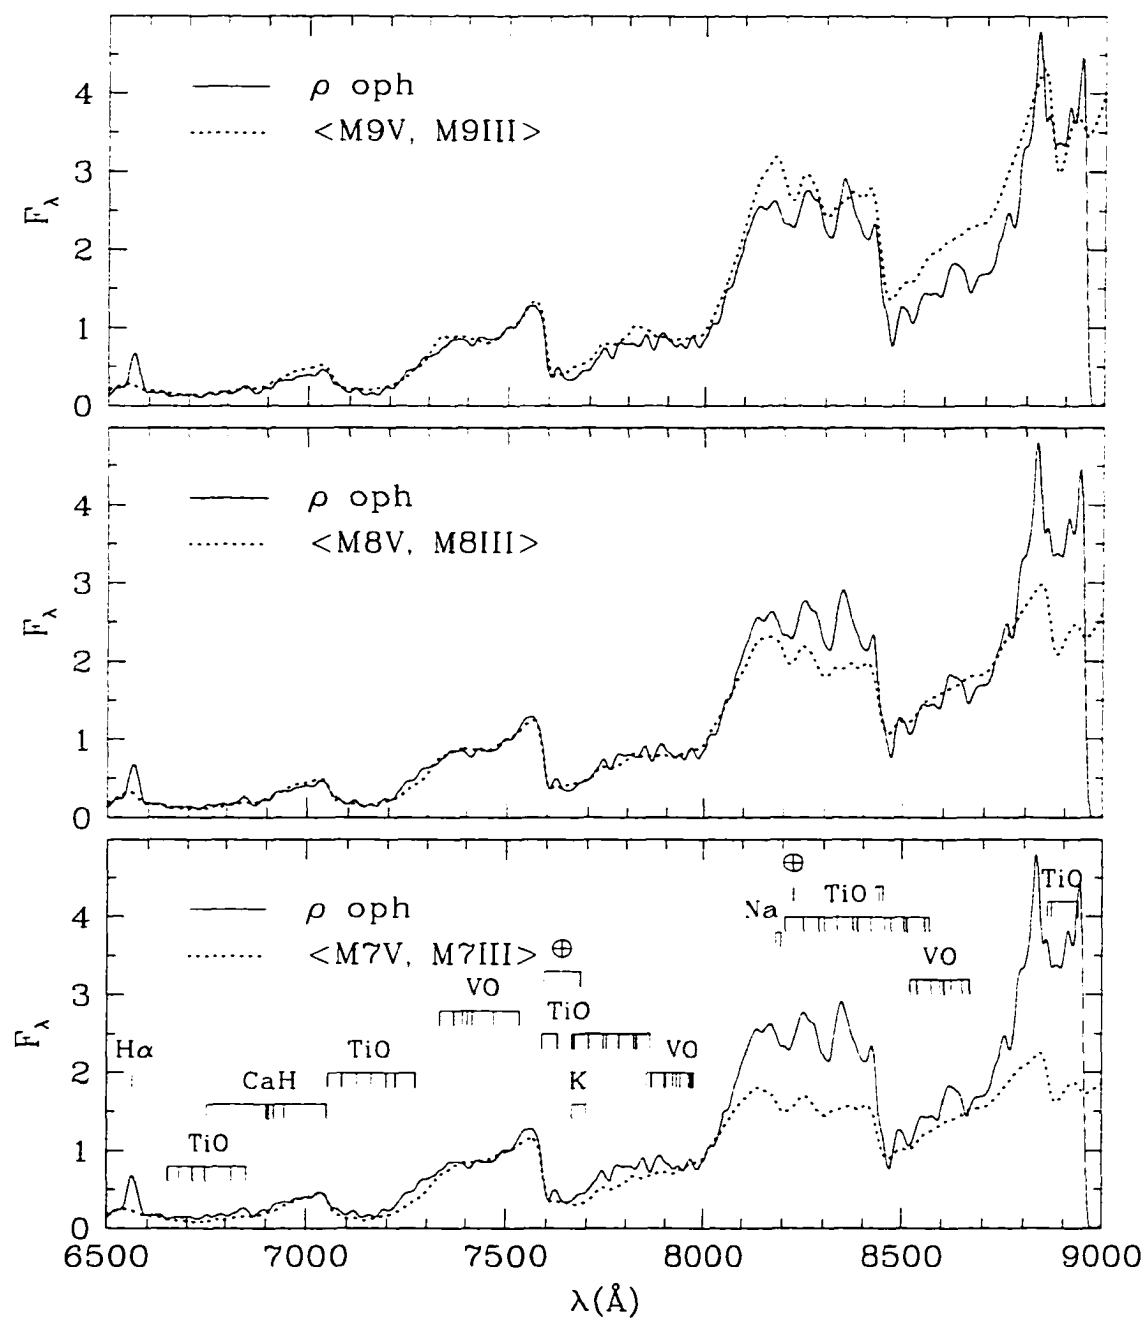 4
3
2
1
0
F_λ
ρ oph
<M9V, M9III>
4
3
2
1
0
F_λ
ρ oph
<M8V, M8III>
4
3
2
1
0
F_λ
ρ oph
<M7V, M7III>
⊕
Na TiO TiO
⊕
VO VO
TiO
Hα TiO VO
CaH K
TiO
6500 7000 7500 8000 8500 9000
λ(Å)